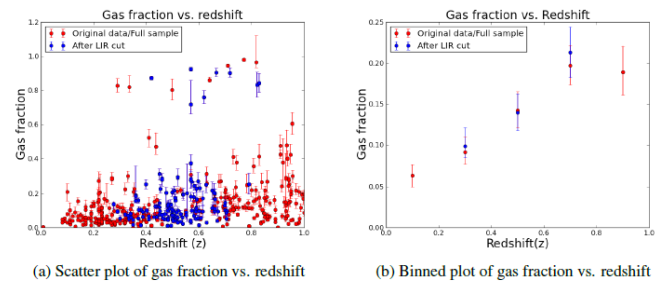 Gas fraction vs. redshift
1.2
1.0
0.8
0.6
0.4
0.2
0.0
Gas fraction
Original data/Full sample
After LIR cut
0.0 0.2 0.4 0.6 0.8 1.0
Redshift (z)
(a) Scatter plot of gas fraction vs. redshift
Gas fraction vs. Redshift
0.25
0.20
0.15
0.10
0.05
0.00
Gas fraction
Original data/Full sample
After LIR cut
0.0 0.2 0.4 0.6 0.8 1.0
Redshift(z)
(b) Binned plot of gas fraction vs. redshift